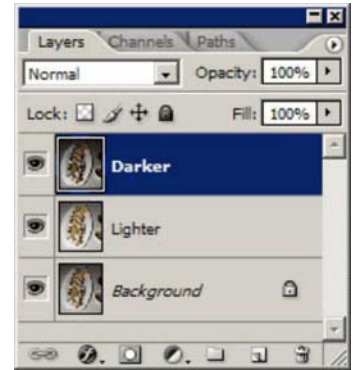 Layers Channels Paths
Normal Opacity: 100%
Lock: Fill: 100%
Darker
Lighter
Background